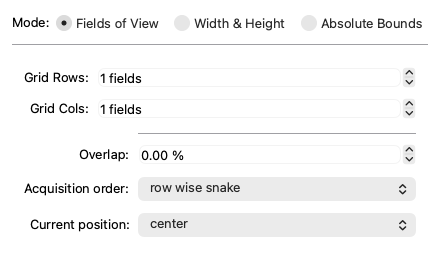 Mode: Fields of View Width & Height Absolute Bounds
Grid Rows: 1 fields
Grid Cols: 1 fields
Overlap: 0.00 %
Acquisition order: row wise snake
Current position: center